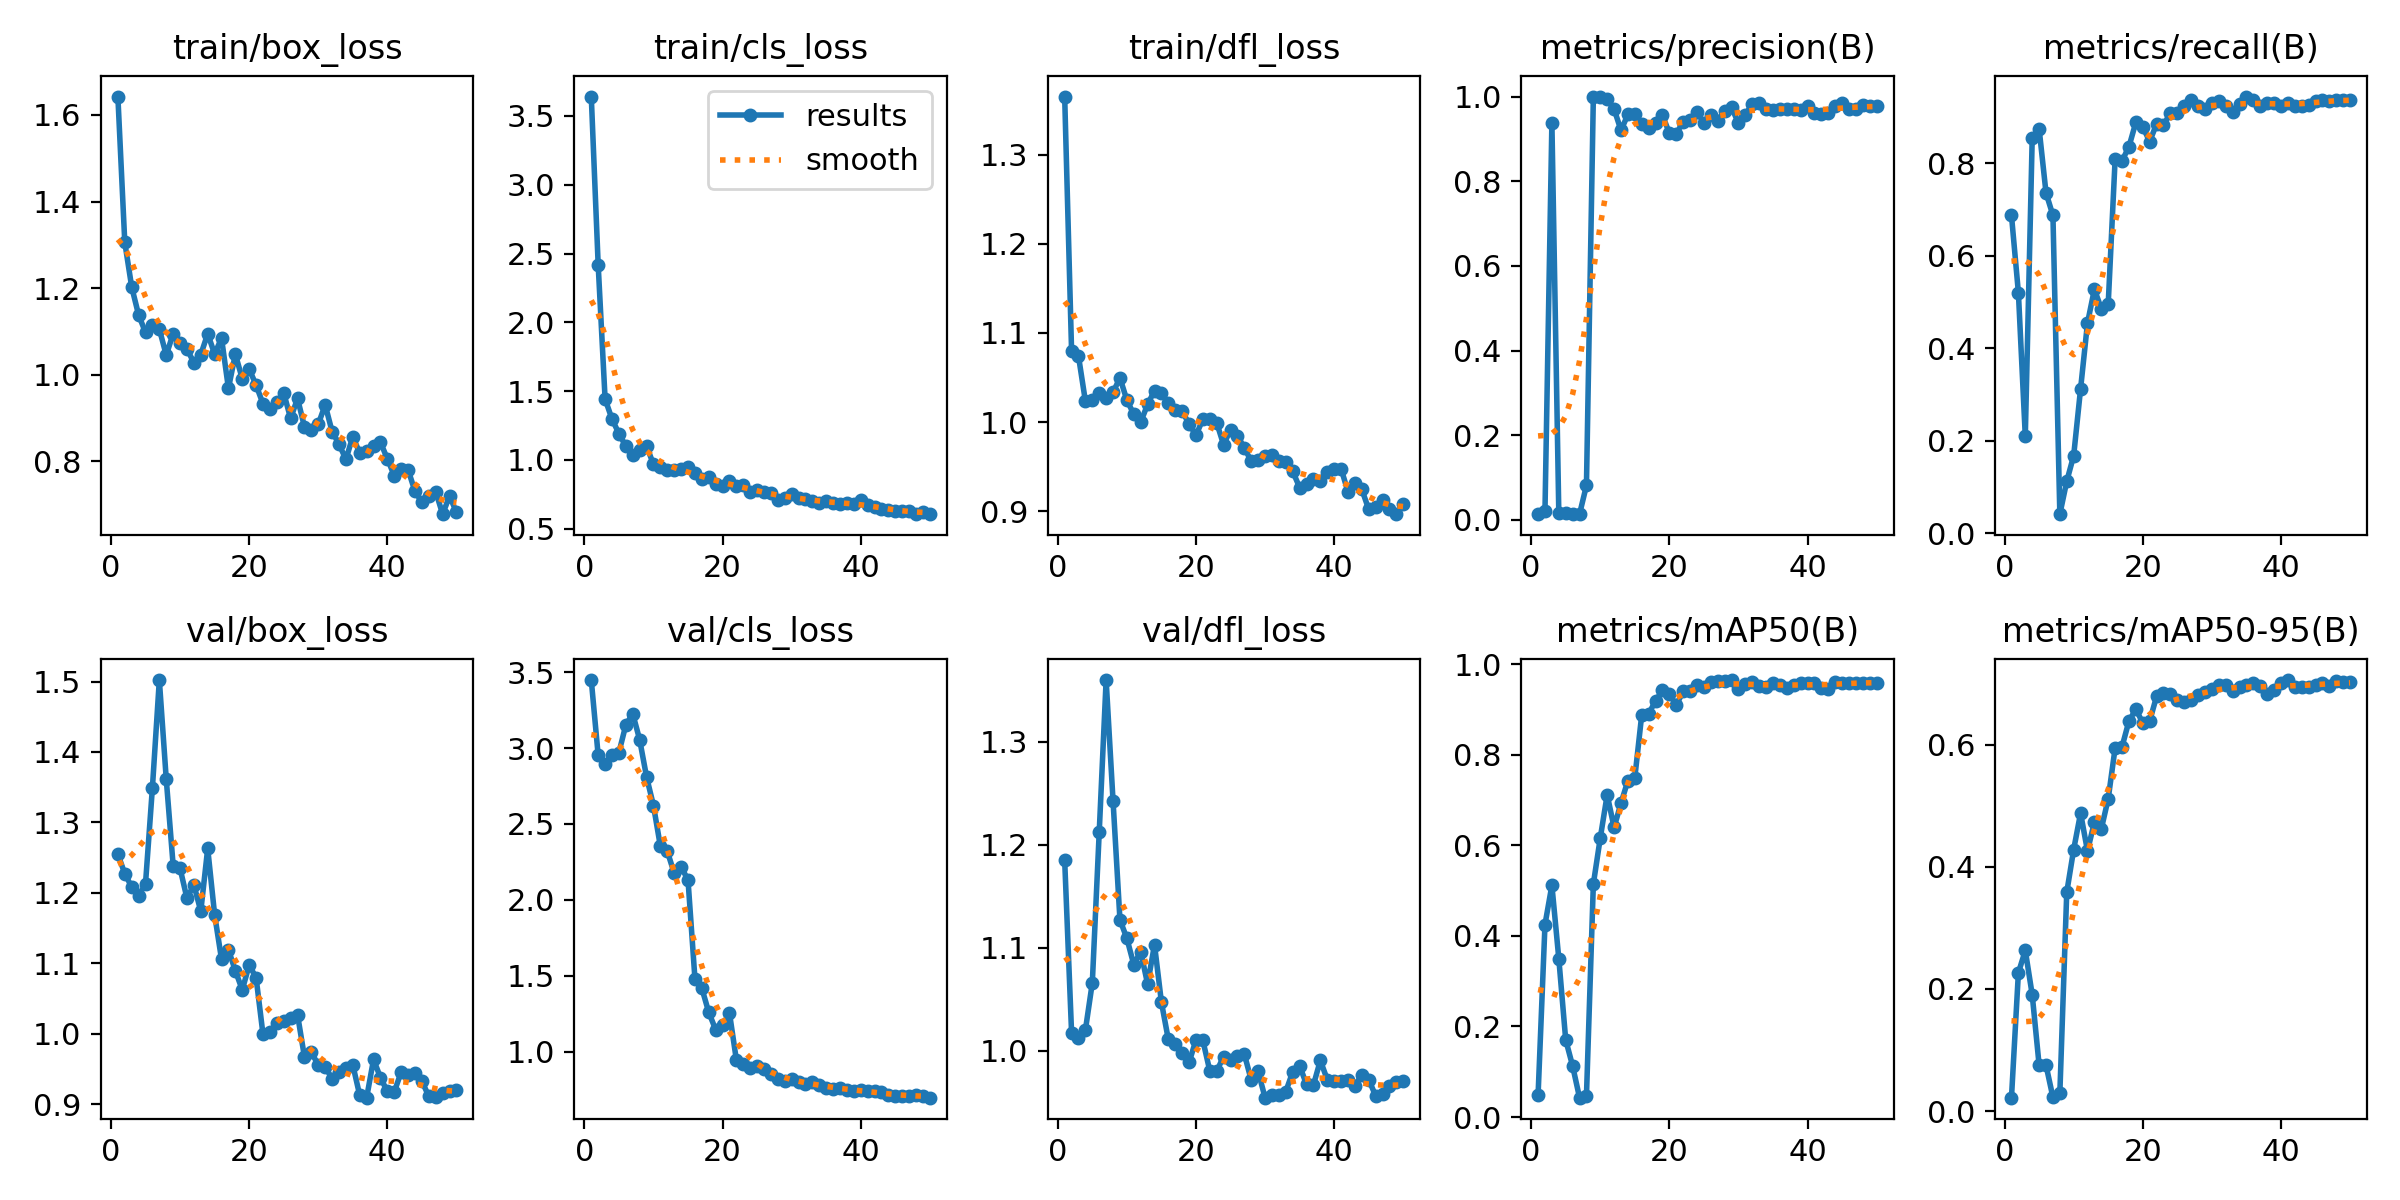 train/box_loss
train/cls_loss
train/dfl_loss
metrics/precision(B)
metrics/recall(B)
1.6
1.4
1.2
1.0
0.8
0 20 40
3.5
3.0
2.5
2.0
1.5
1.0
0.5
0 20 40
results
smooth
1.3
1.2
1.1
1.0
0.9
0 20 40
1.0
0.8
0.6
0.4
0.2
0.0
0 20 40
0.8
0.6
0.4
0.2
0.0
0 20 40
val/box_loss
val/cls_loss
val/dfl_loss
metrics/mAP50(B)
metrics/mAP50-95(B)
1.5
1.4
1.3
1.2
1.1
1.0
0.9
0 20 40
3.5
3.0
2.5
2.0
1.5
1.0
0 20 40
1.3
1.2
1.1
1.0
0 20 40
1.0
0.8
0.6
0.4
0.2
0.0
0 20 40
0.6
0.4
0.2
0.0
0 20 40